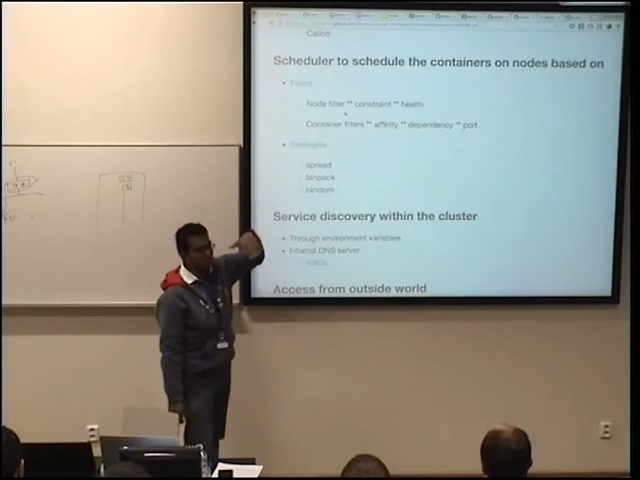 Calico
Scheduler to schedule the containers on nodes based on
Filters
Node filter ** constraint ** health
Container filters ** affinity ** dependency ** port
Strategies
spread
binpack
random
Service discovery within the cluster
Through environment variables
Internal DNS server
Access from outside world